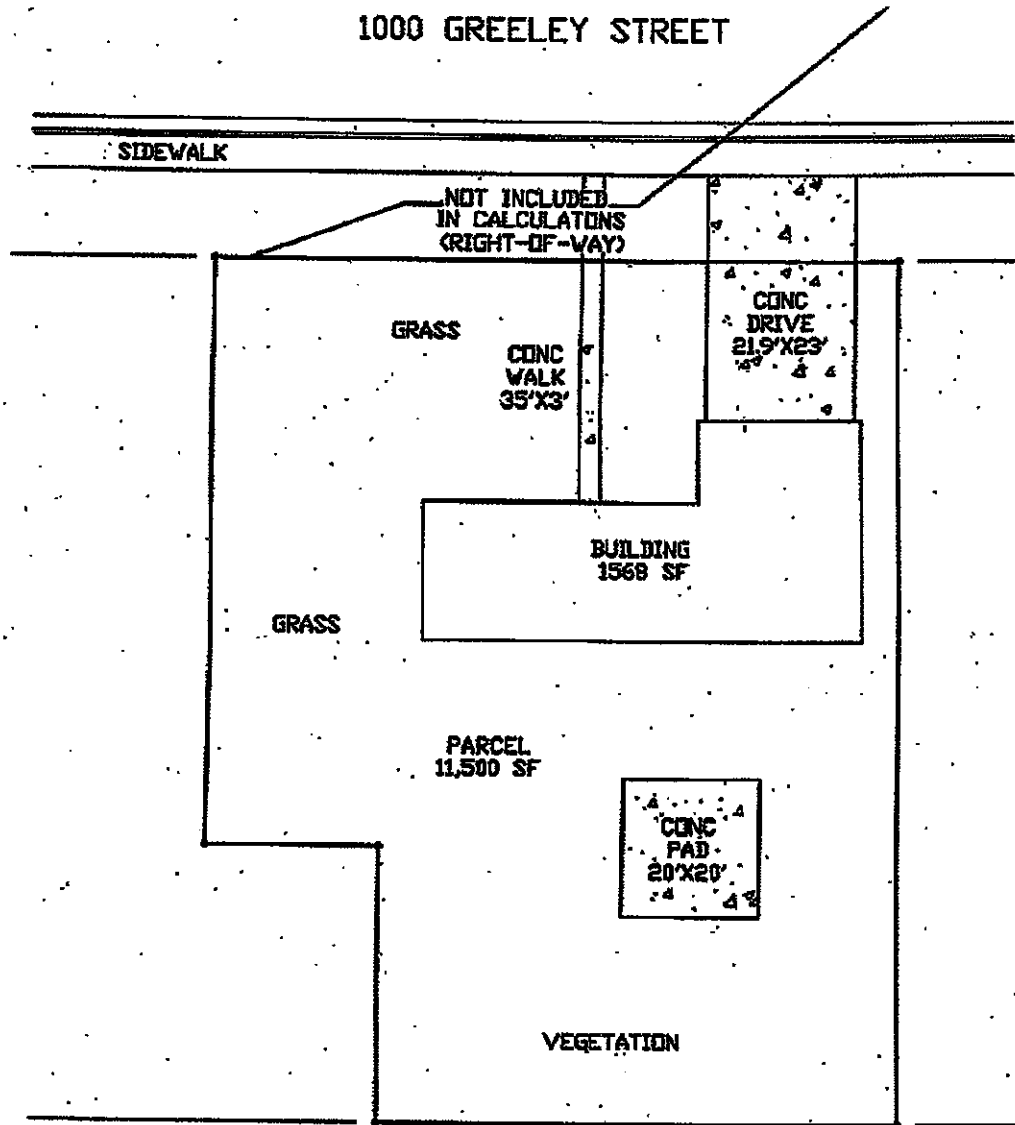 1000 GREELEY STREET
SIDEWALK
NOT INCLUDED
IN CALCULATONS
(RIGHT-OF-WAY)
GRASS
CONC
WALK
35'X3'
CONC
DRIVE
21.9'X23'
BUILDING
1568 SF
GRASS
PARCEL
11,500 SF
CONC
PAD
20'X20'
VEGETATION